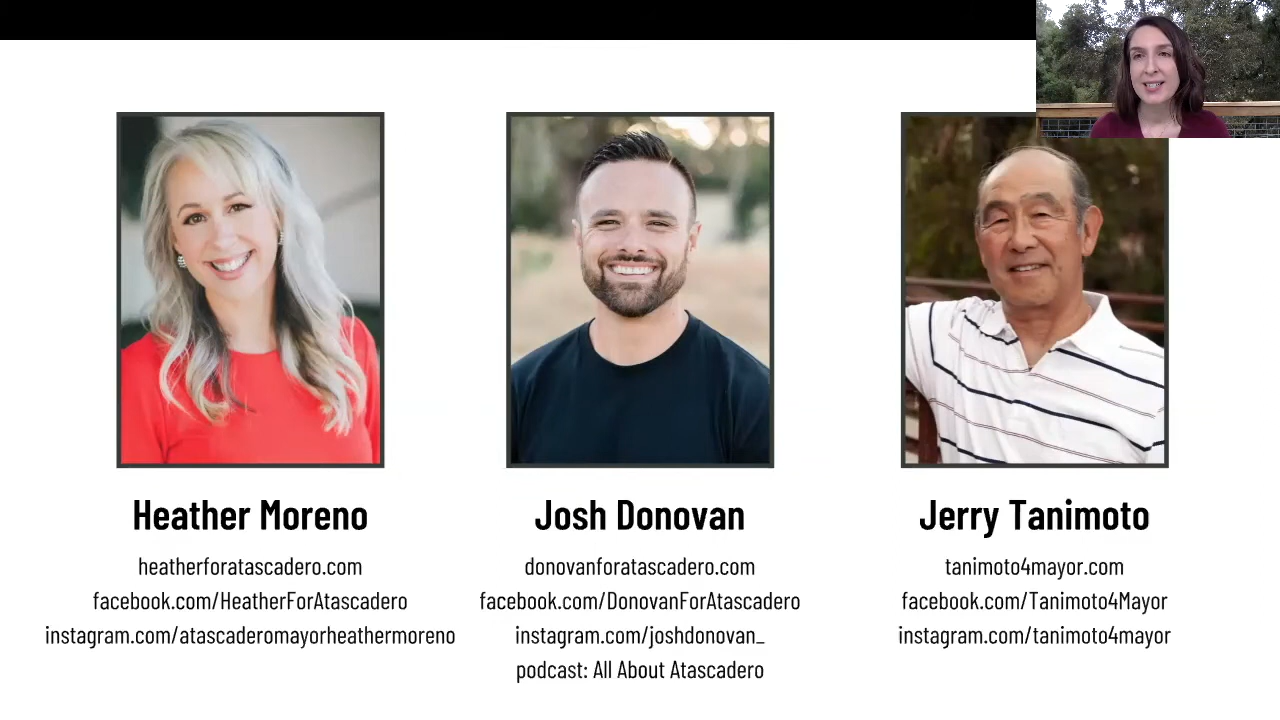 Heather Moreno
heatherforatascadero.com
facebook.com/HeatherForAtascadero
instagram.com/atascaderomayorheathermoreno
Josh Donovan
donovanforatascadero.com
facebook.com/DonovanForAtascadero
instagram.com/joshdonovan_
podcast: All About Atascadero
Jerry Tanimoto
tanimoto4mayor.com
facebook.com/Tanimoto4Mayor
instagram.com/tanimoto4mayor